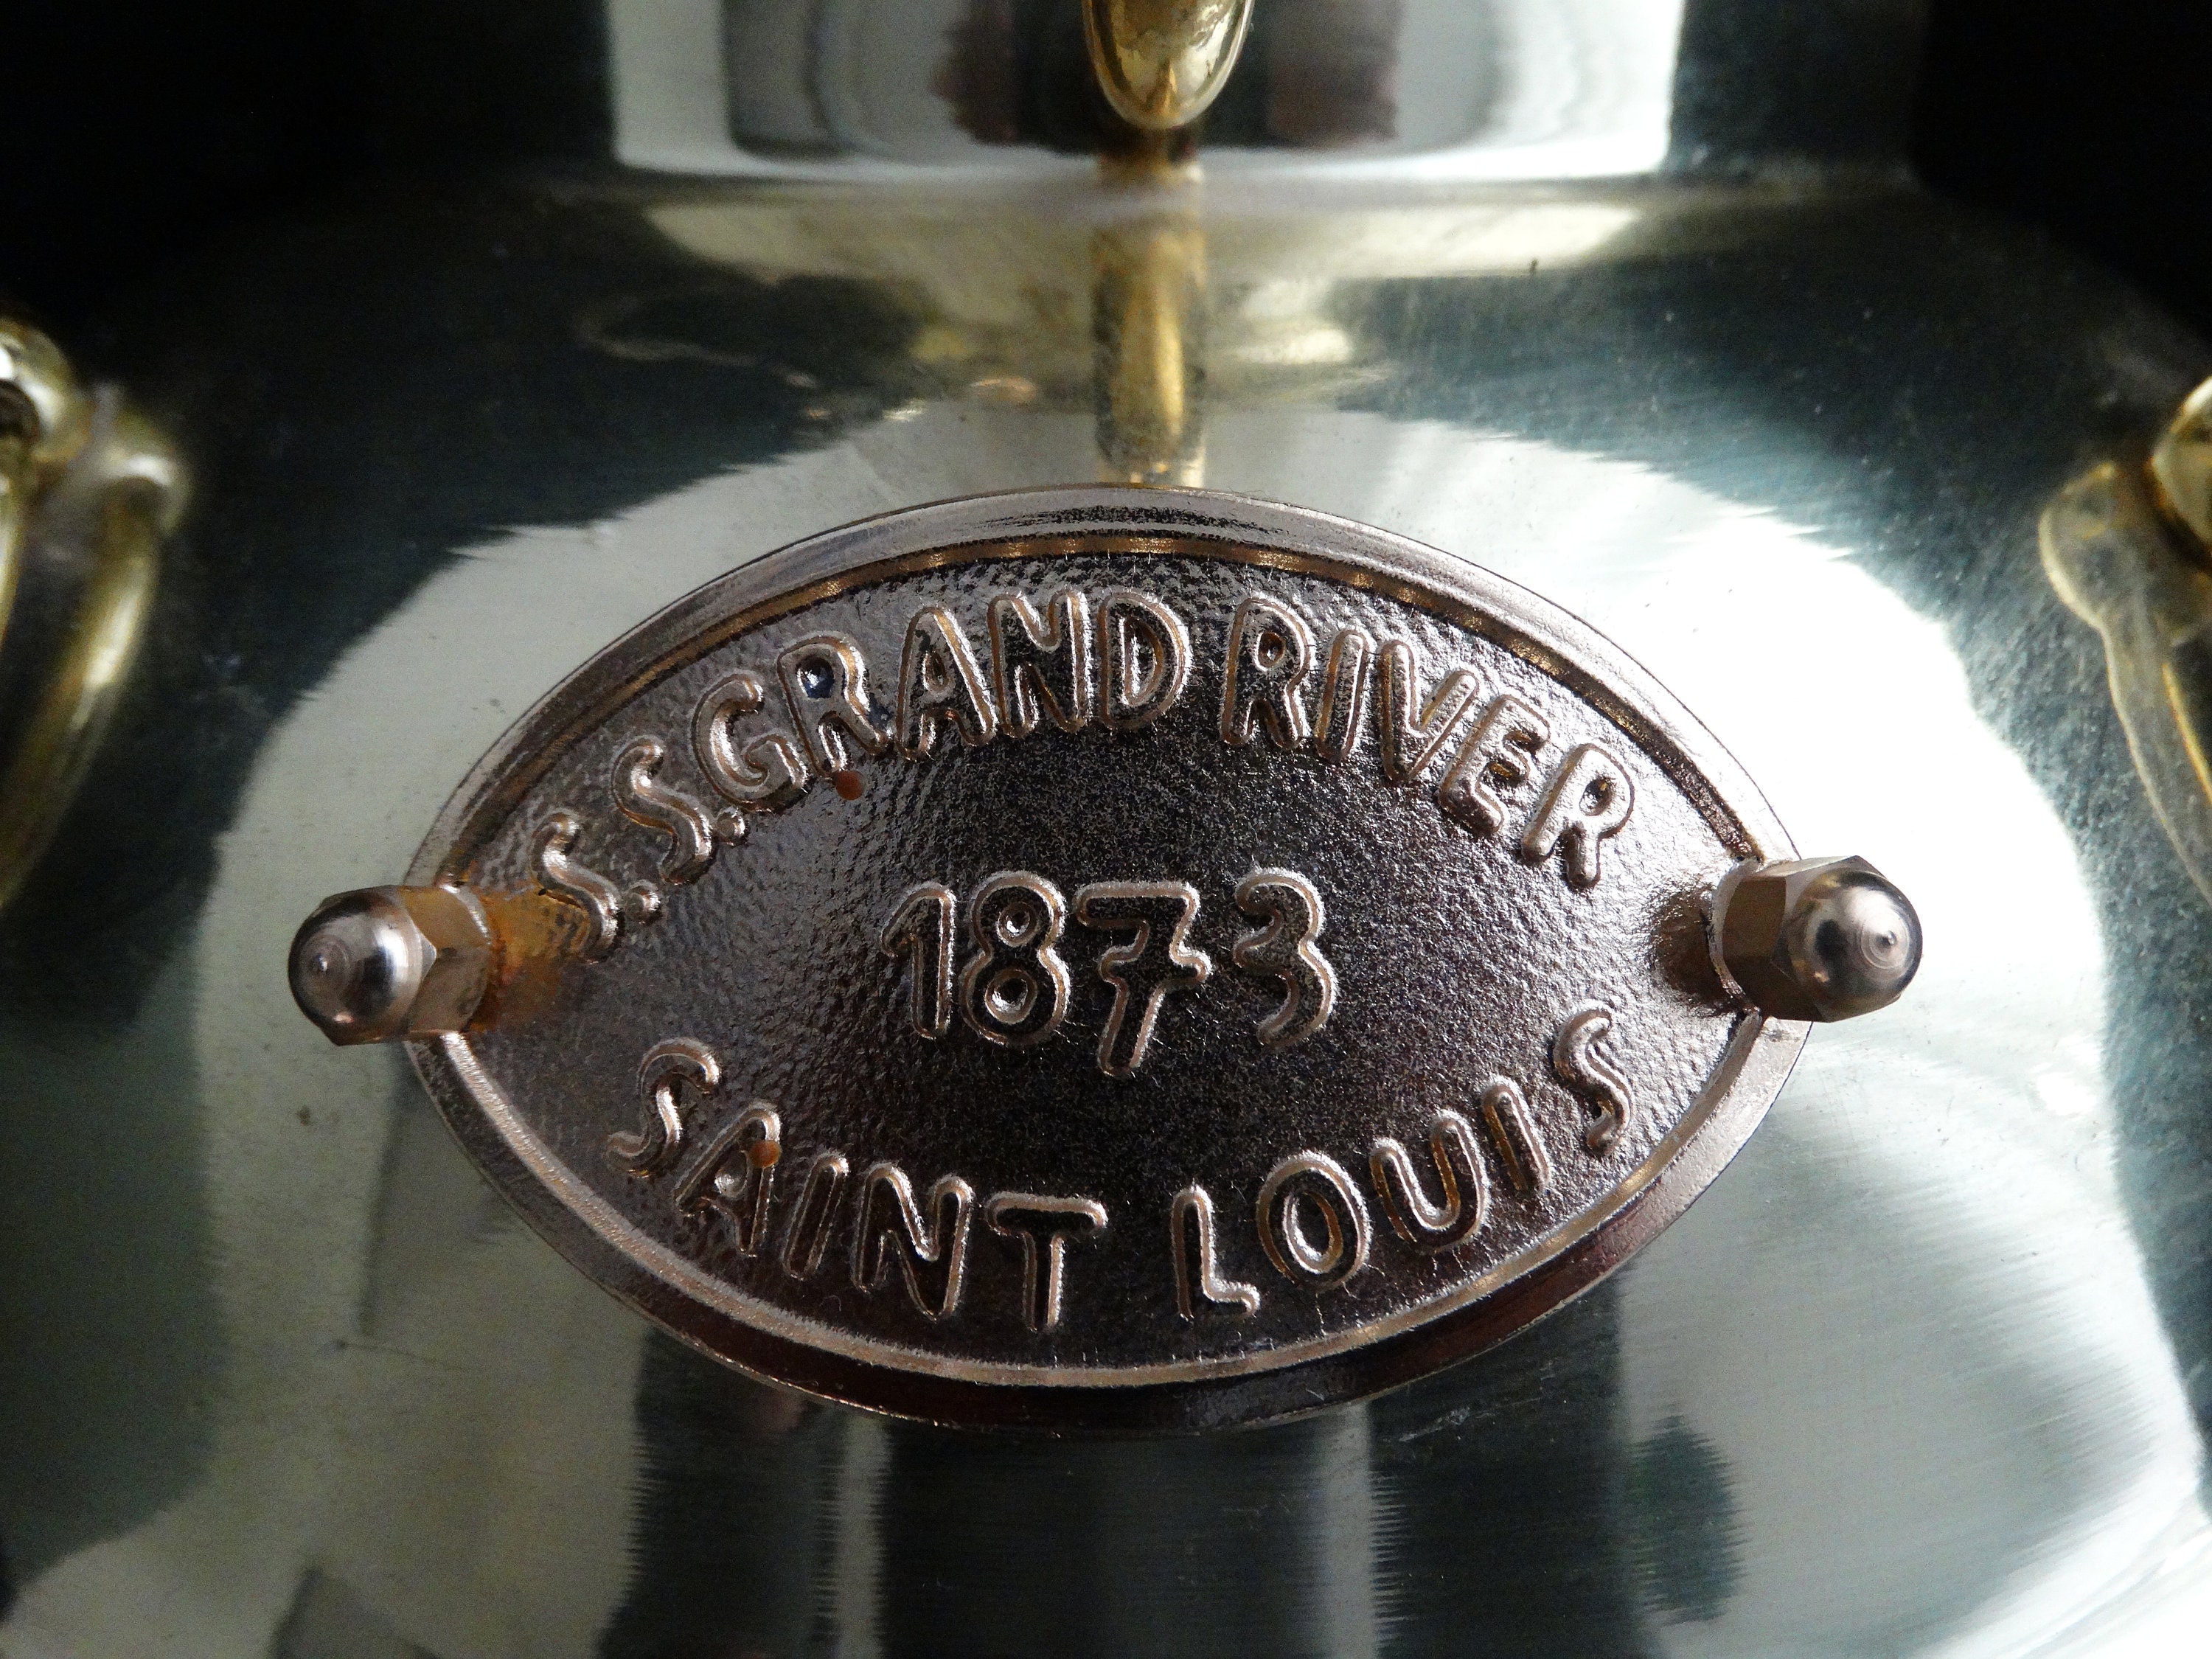 S.S. GRAND RIVER
1873
SAINT LOUIS